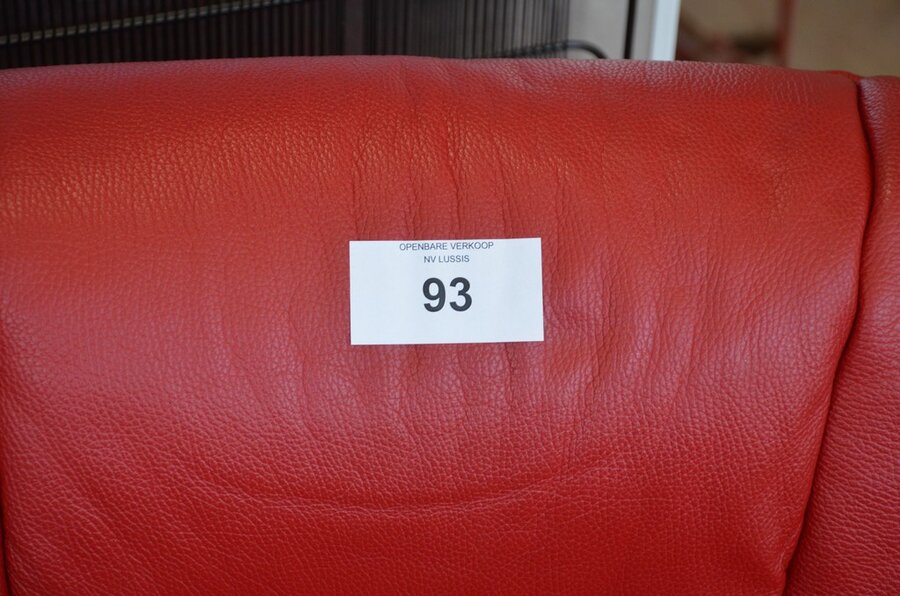 OPENBARE VERKOOP
NV LUSSIS
93